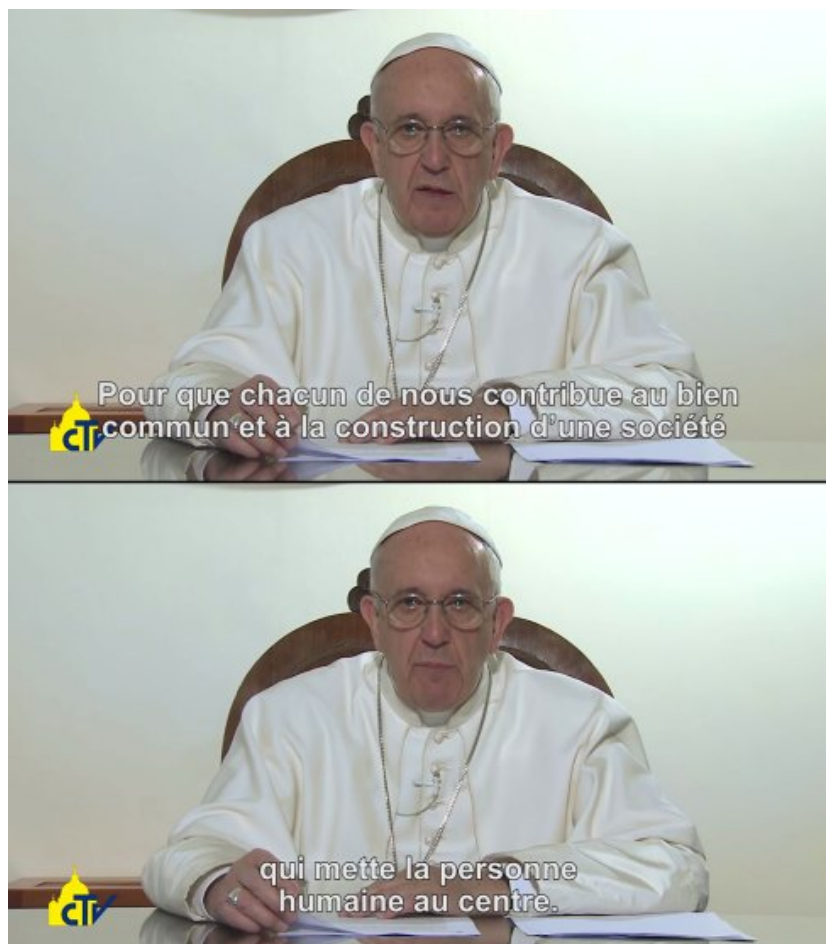 Pour que chacun de nous contribue au bien
commun et à la construction d'une société
CTV
qui mette la personne
humaine au centre.
CTV